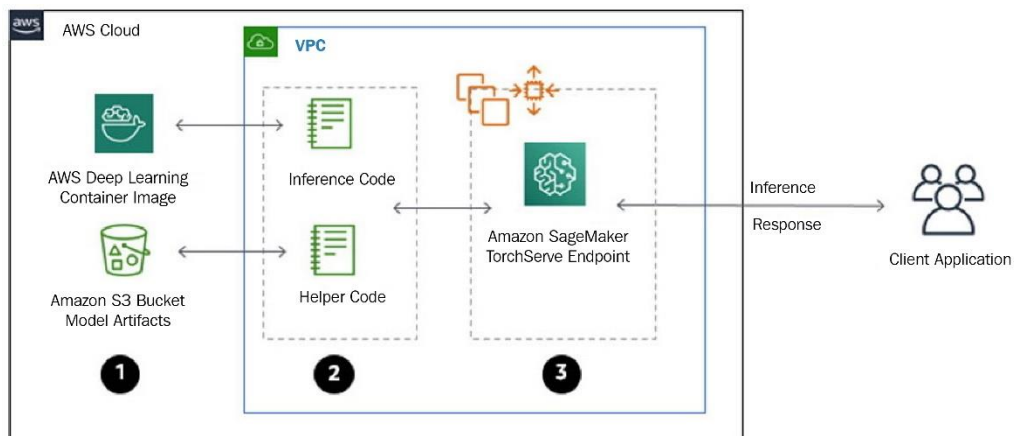 aws
AWS Cloud
VPC
AWS Deep Learning
Container Image
Inference Code
Amazon SageMaker
TorchServe Endpoint
Inference
Response
Client Application
Amazon S3 Bucket
Model Artifacts
Helper Code
1
2
3